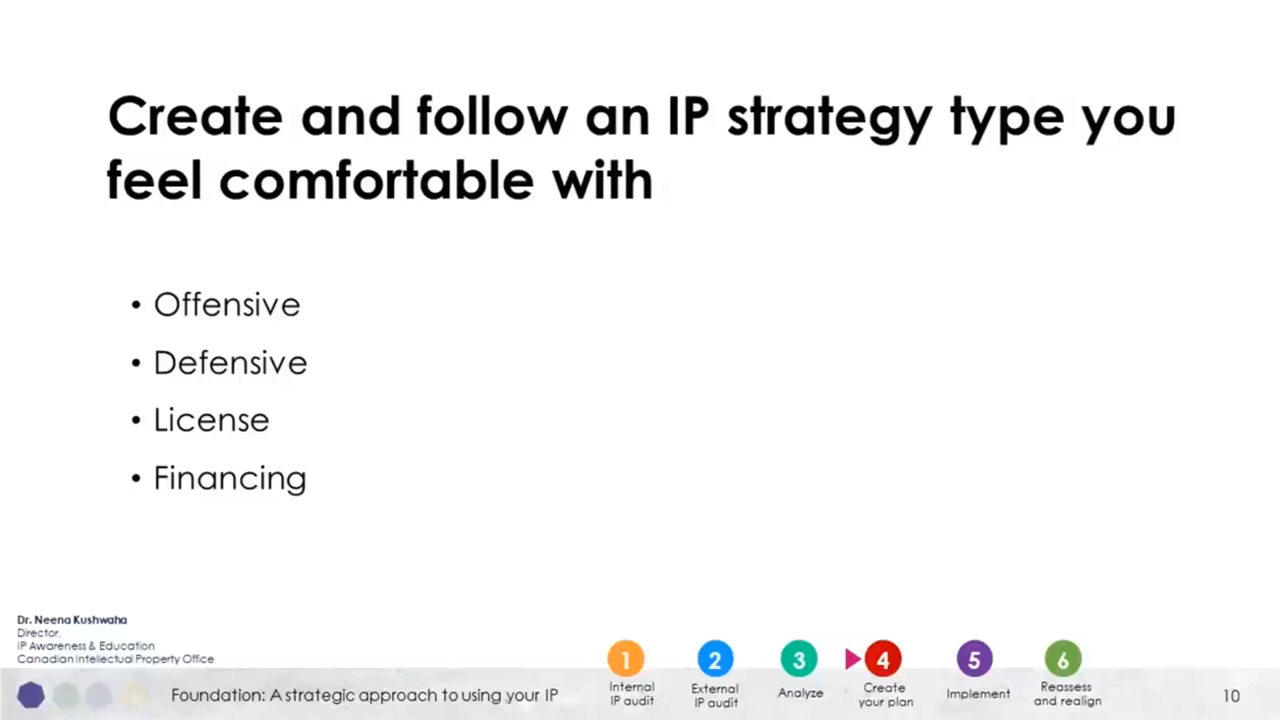 Create and follow an IP strategy type you
feel comfortable with
• Offensive
• Defensive
• License
• Financing
Dr. Neena Kushwaha
Director.
IP Awareness & Education
Canadian Intellectual Property Office
Foundation: A strategic approach to using your IP
1
Internal
IP audit
2
External
IP audit
3
Analyze
4
Create
your plan
5
Implement
6
Reassess
and realign
10